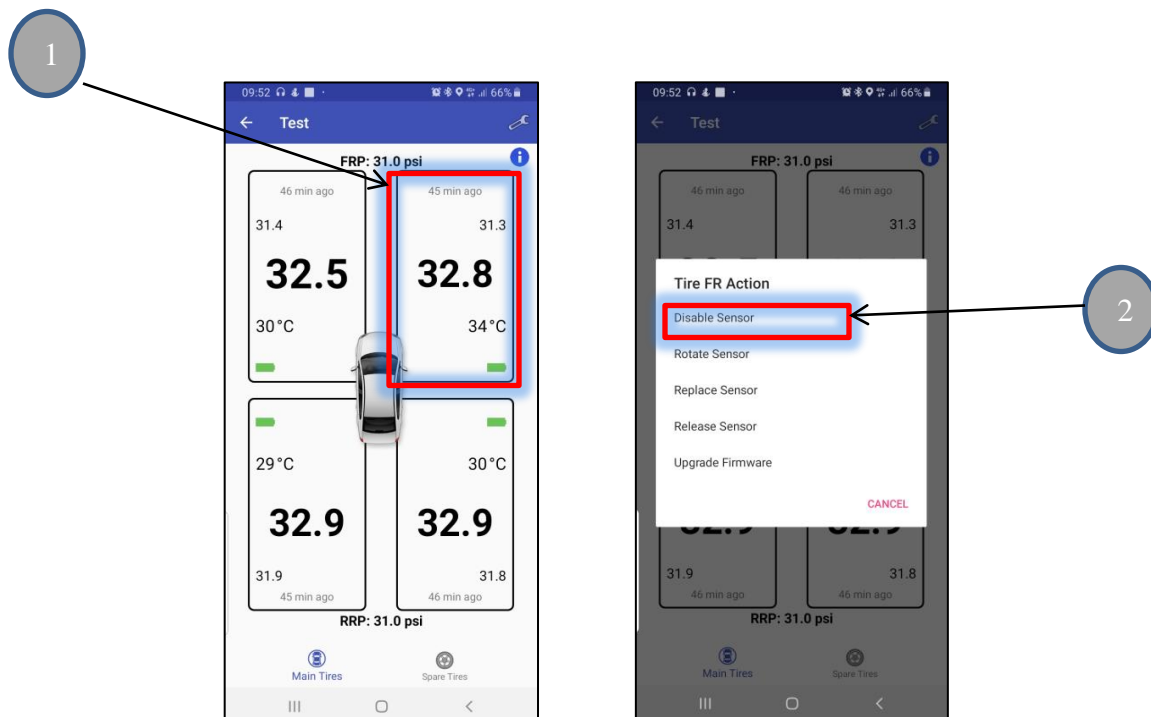 1
09:52
66%
Test
FRP: 31.0 psi
46 min ago
45 min ago
31.4
31.3
32.5
32.8
30°C
34°C
29°C
30°C
32.9
32.9
31.9
31.8
45 min ago
46 min ago
RRP: 31.0 psi
Main Tires
Spare Tires
09:52
66%
Test
FRP: 31.0 psi
46 min ago
46 min ago
31.4
31.3
Tire FR Action
Disable Sensor
2
Rotate Sensor
Replace Sensor
Release Sensor
Upgrade Firmware
CANCEL
32.9
32.9
31.9
31.8
46 min ago
46 min ago
RRP: 31.0 psi
Main Tires
Spare Tires